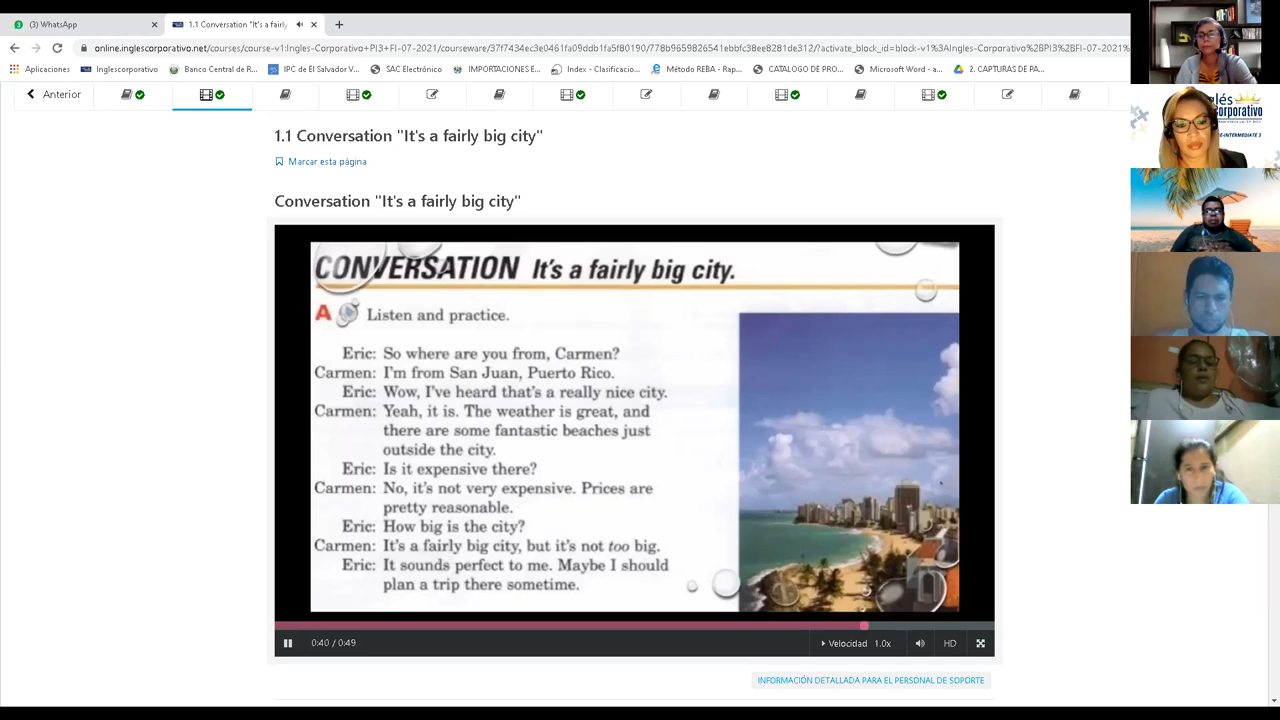 (3) WhatsApp
1.1 Conversation "It's a fairly
online.inglescorporativo.net/courses/course-v1:Ingles-Corporativo+PI3+FI-07-2021/courseware/37f7434ec3e0461fa09ddb1fa5f80190/778b9659826541ebbfc38ee8281de312/?activate_block_id=block-v1%3AIngles-Corporativo%2BPI3%2BFI-07-2021%
Aplicaciones
Inglescorporativo
Banco Central de R...
IPC de El Salvador V...
SAC Electrónico
IMPORTACIONES E...
Index - Clasificacio...
Método REBA - Rap...
CATALOGO DE PRO...
Microsoft Word - a...
2. CAPTURAS DE PA...
Anterior
1.1 Conversation "It's a fairly big city"
Marcar esta página
Conversation "It's a fairly big city"
CONVERSATION It's a fairly big city.
A Listen and practice.
Eric: So where are you from, Carmen?
Carmen: I'm from San Juan, Puerto Rico.
Eric: Wow, I've heard that's a really nice city.
Carmen: Yeah, it is. The weather is great, and
there are some fantastic beaches just
outside the city.
Eric: Is it expensive there?
Carmen: No, it's not very expensive. Prices are
pretty reasonable.
Eric: How big is the city?
Carmen: It's a fairly big city, but it's not too big.
Eric: It sounds perfect to me. Maybe I should
plan a trip there sometime.
0:40 / 0:49
Velocidad 1.0x
HD
INFORMACIÓN DETALLADA PARA EL PERSONAL DE SOPORTE